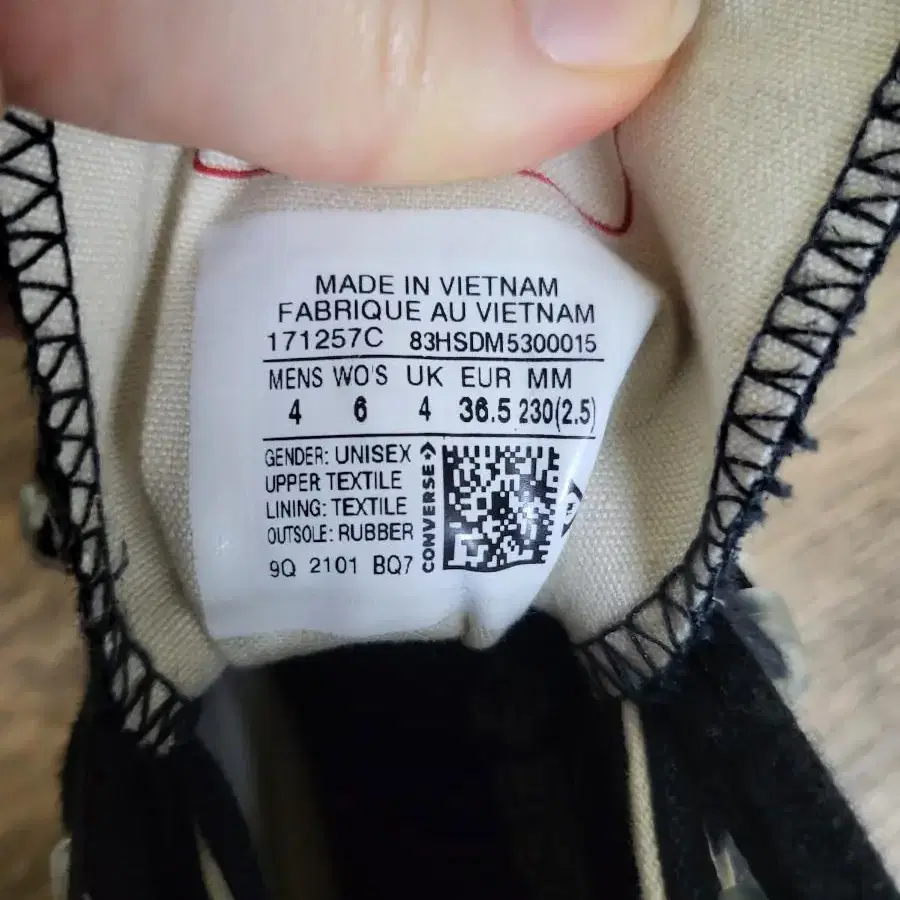 MADE IN VIETNAM
FABRIQUE AU VIETNAM
171257C 83HSDM5300015
MENS WO'S UK EUR MM
4 6 4 36.5 230(2.5)
GENDER: UNISEX
UPPER TEXTILE
LINING: TEXTILE
OUTSOLE: RUBBER
9Q 2101 BQ7
CONVERSE